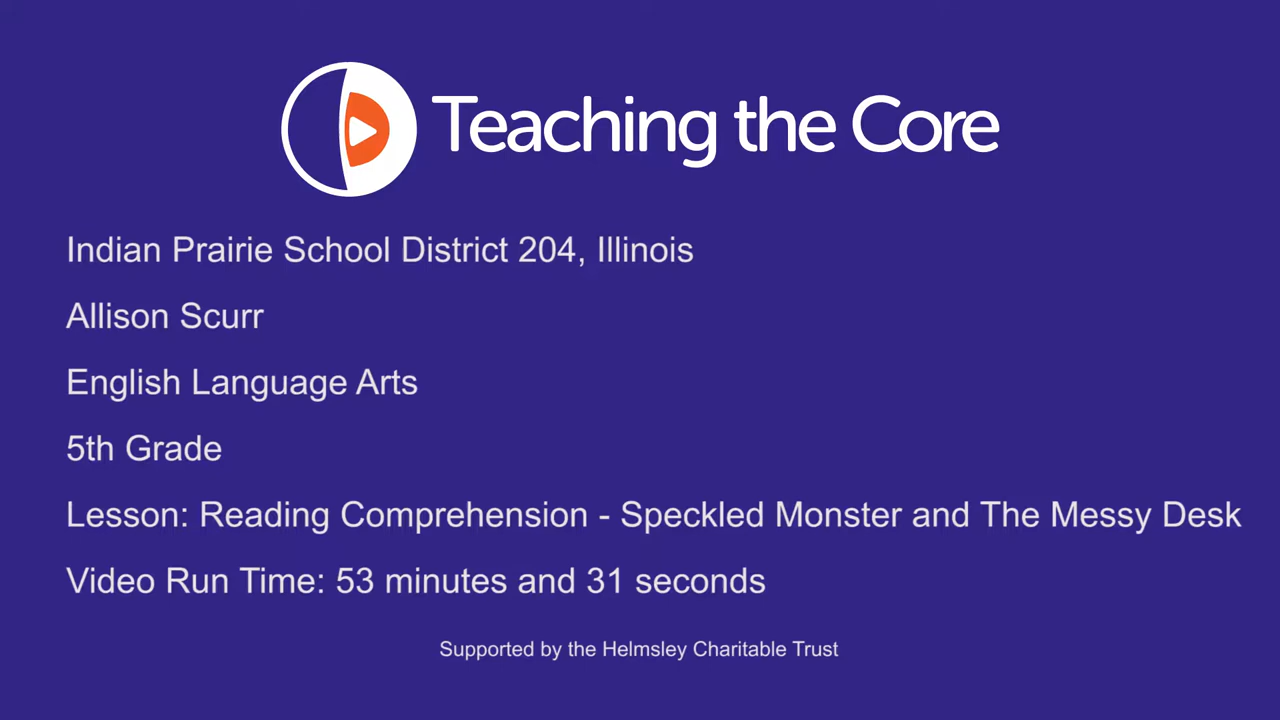 Teaching the Core
Indian Prairie School District 204, Illinois
Allison Scurr
English Language Arts
5th Grade
Lesson: Reading Comprehension - Speckled Monster and The Messy Desk
Video Run Time: 53 minutes and 31 seconds
Supported by the Helmsley Charitable Trust